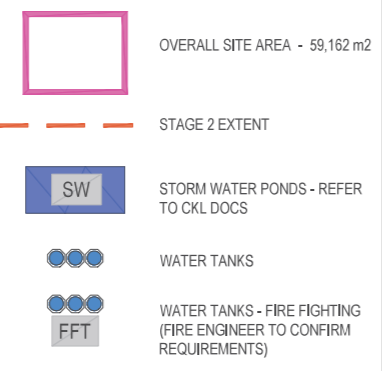 OVERALL SITE AREA - 59,162 m2
STAGE 2 EXTENT
SW
STORM WATER PONDS - REFER
TO CKL DOCS
WATER TANKS
WATER TANKS - FIRE FIGHTING
(FIRE ENGINEER TO CONFIRM
REQUIREMENTS)
FFT